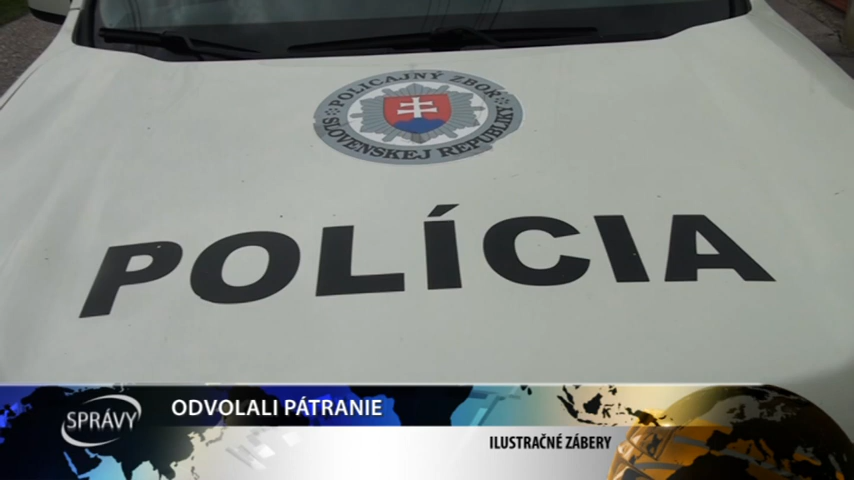 POLICAJNÝ ZBOR
SLOVENSKEJ REPUBLIKY
POLÍCIA
SPRÁVY
ODVOLALI PÁTRANIE
ILUSTRAČNÉ ZÁBERY